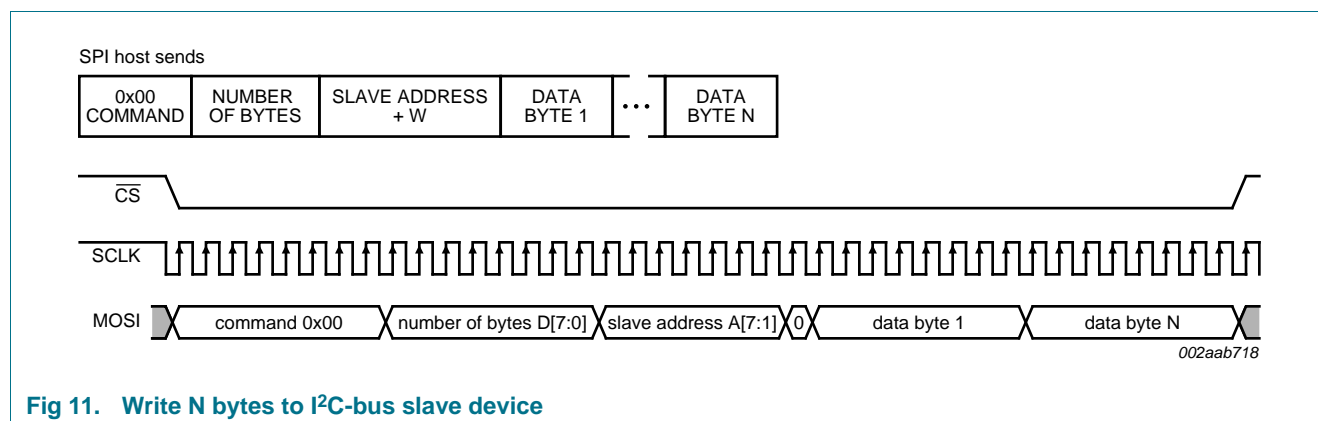 SPI host sends
0x00 NUMBER SLAVE ADDRESS DATA DATA
COMMAND OF BYTES + W BYTE 1 ... BYTE N
CS
SCLK
MOSI command 0x00 number of bytes D[7:0] slave address A[7:1] 0 data byte 1 data byte N
002aab718
Fig 11. Write N bytes to I²C-bus slave device